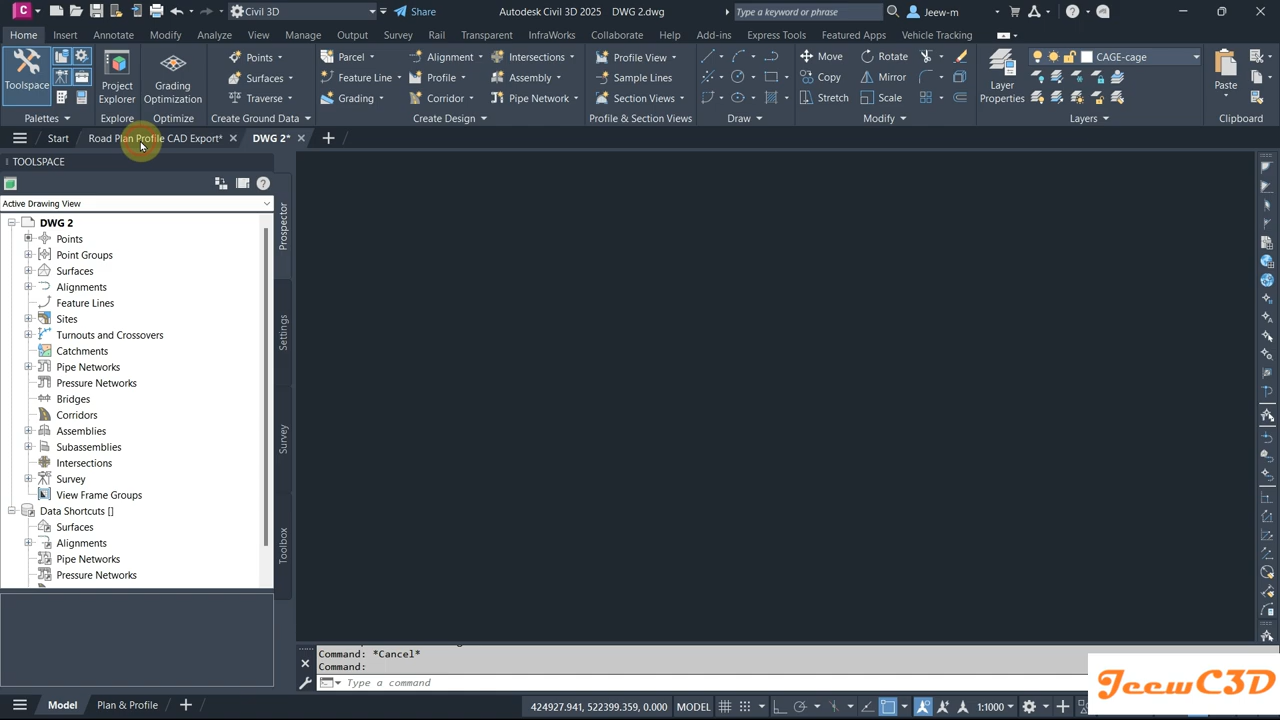 C Civil 3D Share Autodesk Civil 3D 2025 DWG 2.dwg Type a keyword or phrase Jeew-m
Home Insert Annotate Modify Analyze View Manage Output Survey Rail Transparent InfraWorks Collaborate Help Add-ins Express Tools Featured Apps Vehicle Tracking
Points Parcel Alignment Intersections Profile View Move Rotate CAGE-cage
Toolspace Project Explorer Grading Optimization Surfaces Feature Line Profile Assembly Sample Lines Copy Mirror Layer Properties Paste
Traverse Grading Corridor Pipe Network Section Views Stretch Scale
Palettes Explore Optimize Create Ground Data Create Design Profile & Section Views Draw Modify Layers Clipboard
Start Road Plan Profile CAD Export* DWG 2*
TOOLSPACE
Active Drawing View
DWG 2
Points
Point Groups
Surfaces
Alignments
Feature Lines
Sites
Turnouts and Crossovers
Catchments
Pipe Networks
Pressure Networks
Bridges
Corridors
Assemblies
Subassemblies
Intersections
Survey
View Frame Groups
Data Shortcuts []
Surfaces
Alignments
Pipe Networks
Pressure Networks
Prospector
Settings
Survey
Toolbox
Command: *Cancel*
Command:
Type a command
JeewC3D
Model Plan & Profile 424927.941, 522399.359, 0.000 MODEL 1:1000